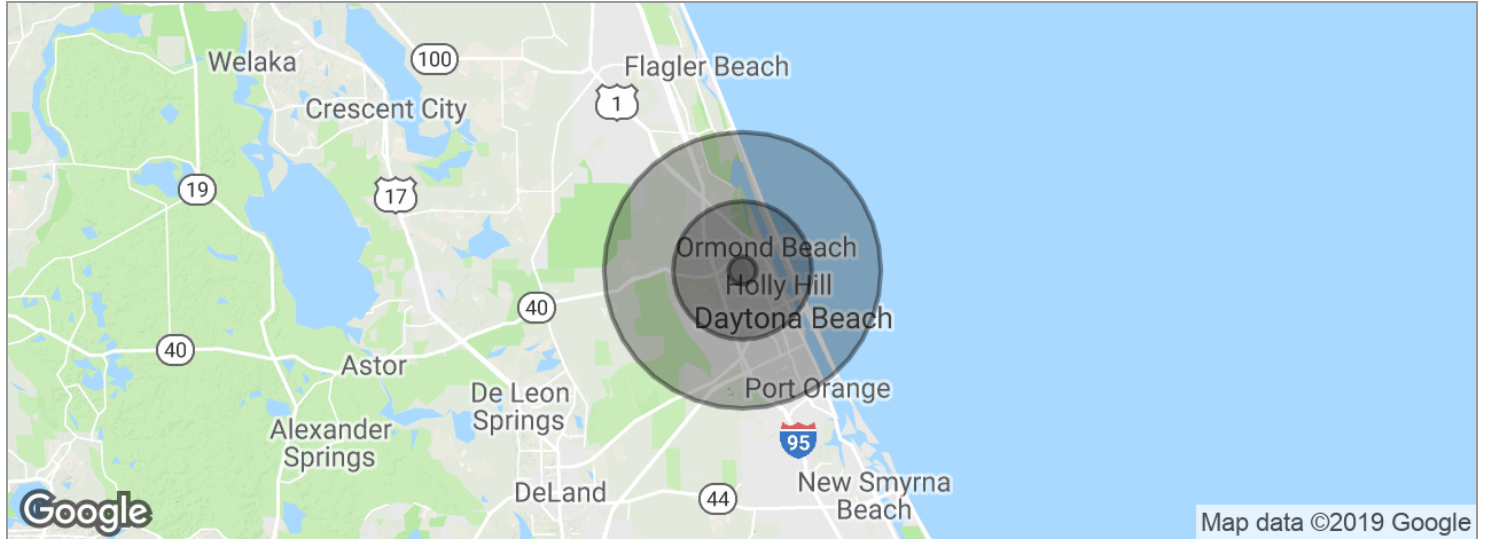 Welaka
100
Flagler Beach
Crescent City
1
19
17
Ormond Beach
Holly Hill
40
Daytona Beach
40
Astor
De Leon
Springs
Port Orange
Alexander
Springs
95
DeLand
44
New Smyrna
Beach
Google
Map data ©2019 Google